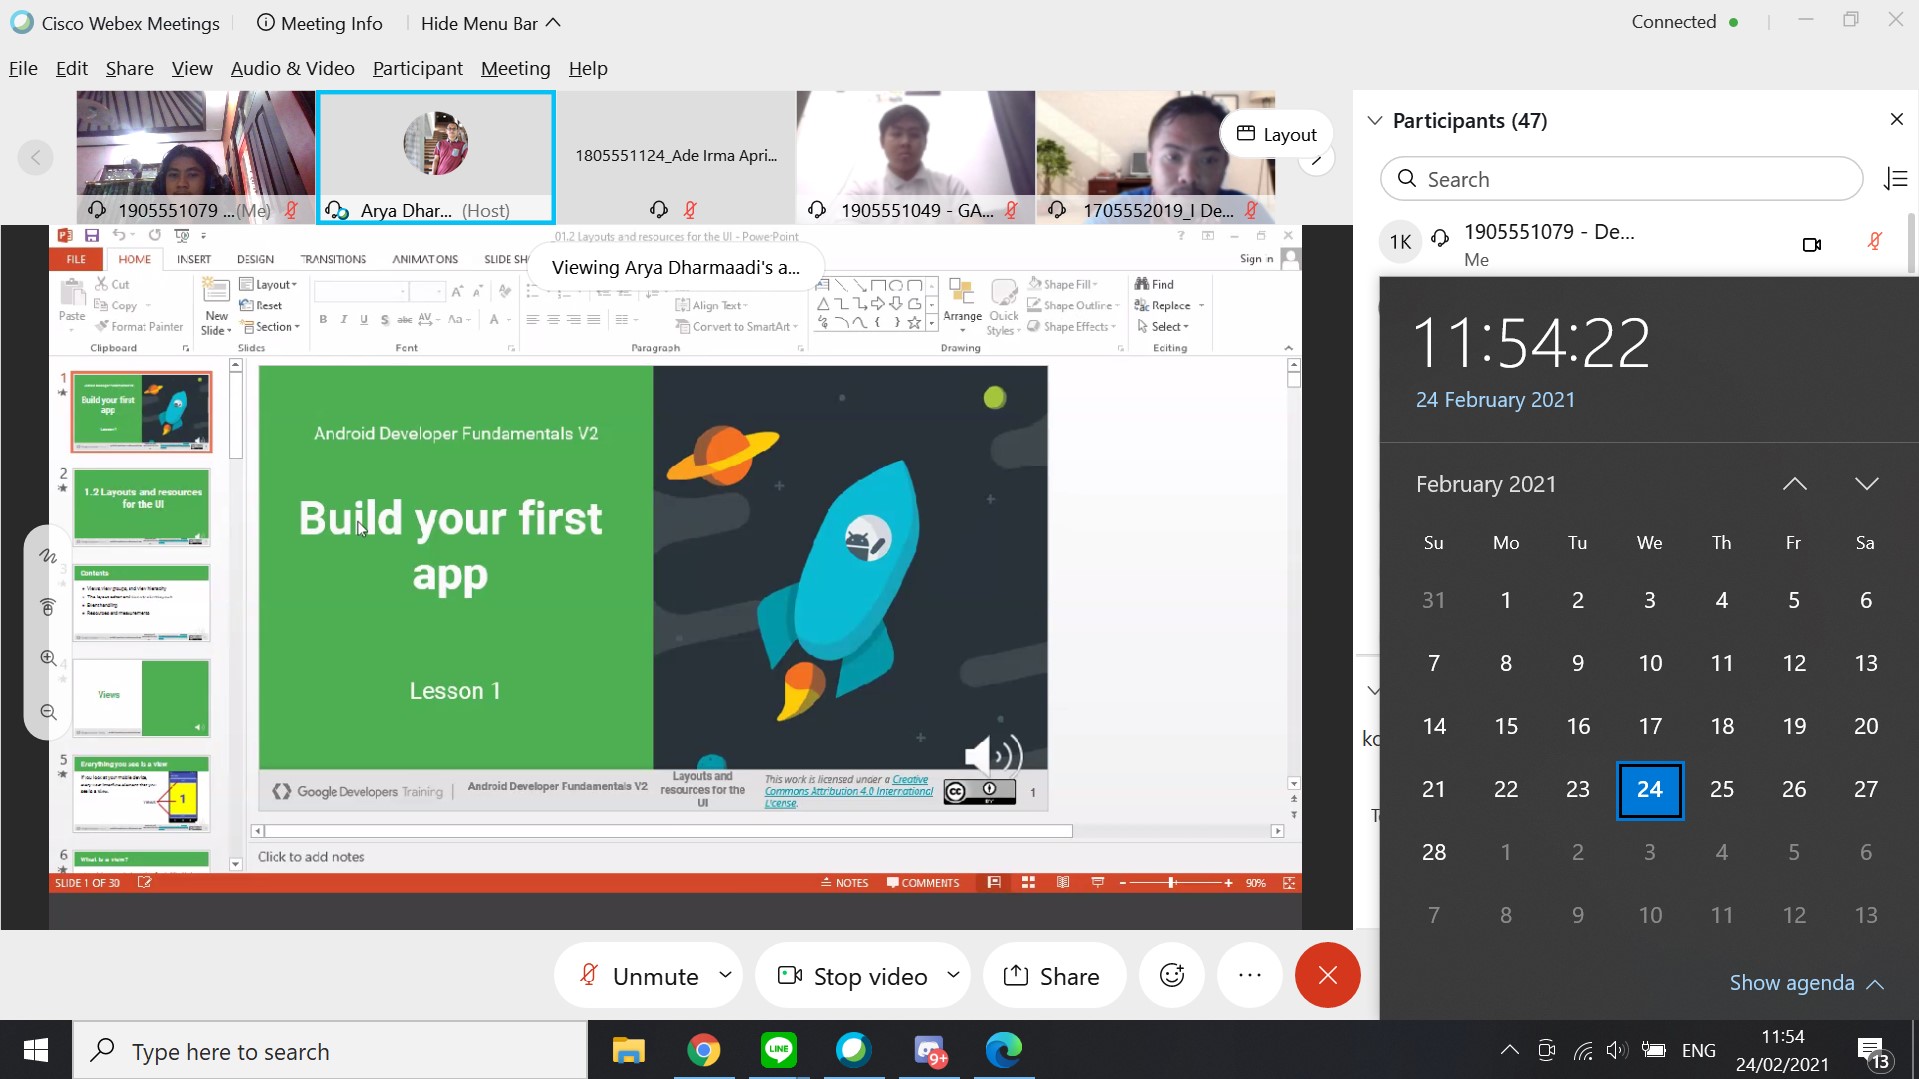 Cisco Webex Meetings
Meeting Info
Hide Menu Bar
Connected
File Edit Share View Audio & Video Participant Meeting Help
1905551079 ...(Me)
Arya Dhar... (Host)
1805551124_Ade Irma Apri...
1905551049 - GA...
1705552019_I De...
Layout
Participants (47)
Search
1K
1905551079 - De...
Me
01.2 Layouts and resources for the UI - PowerPoint
FILE HOME INSERT DESIGN TRANSITIONS ANIMATIONS SLIDE SH
Viewing Arya Dharmaadi's a...
Sign in
Paste
Cut
Copy
Format Painter
Clipboard
New
Slide
Layout
Reset
Section
Slides
Font
Align Text
Convert to SmartArt
Paragraph
Arrange
Quick
Styles
Shape Fill
Shape Outline
Shape Effects
Drawing
Find
Replace
Select
Editing
1
Build your first
app
2
1.2 Layouts and resources
for the UI
3
Contents
4
Views
5
Everything you see is a view
1
6
What is a view?
Android Developer Fundamentals V2
Build your first
app
Lesson 1
Google Developers Training
Android Developer Fundamentals V2
Layouts and
resources for the
UI
This work is licensed under a Creative
Commons Attribution 4.0 International
License.
cc
BY
1
Click to add notes
SLIDE 1 OF 30
NOTES
COMMENTS
90%
11:54:22
24 February 2021
February 2021
Su Mo Tu We Th Fr Sa
31 1 2 3 4 5 6
7 8 9 10 11 12 13
14 15 16 17 18 19 20
21 22 23 24 25 26 27
28 1 2 3 4 5 6
7 8 9 10 11 12 13
Show agenda
Unmute
Stop video
Share
Type here to search
LINE
9+
ENG
11:54
24/02/2021
13